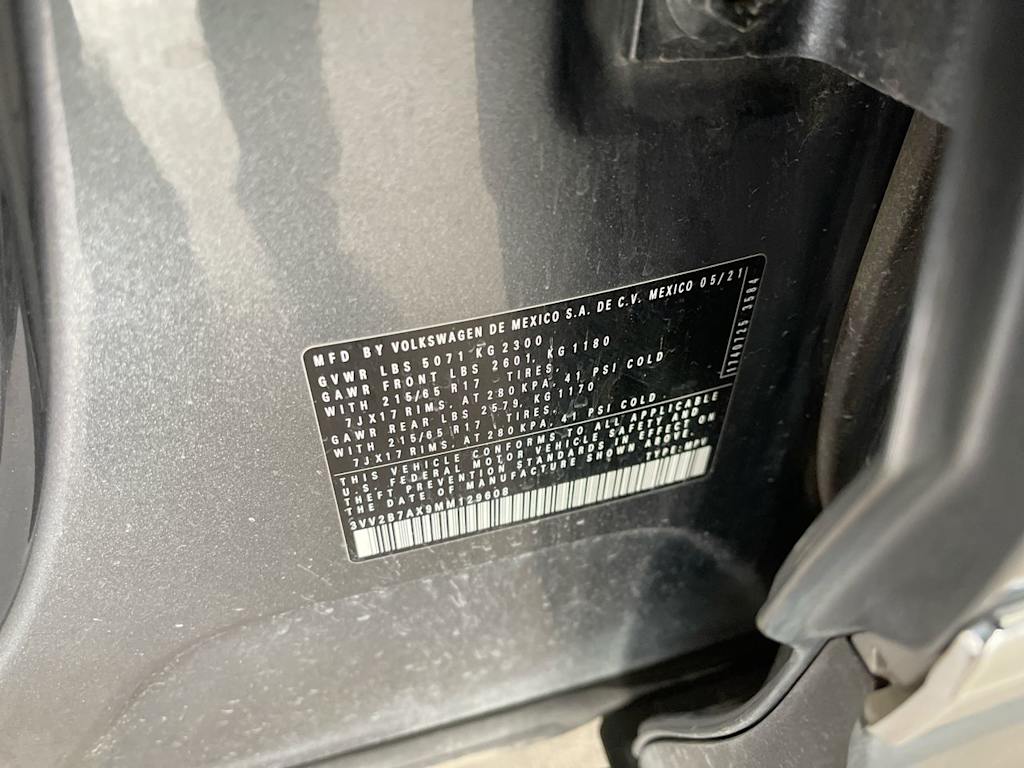 MFD BY VOLKSWAGEN DE MEXICO S.A. DE C.V. MEXICO 05/21
GVWR LBS 5071 KG 2300
GAWR FRONT LBS 2601, KG 1180
WITH 215/65 R17 - TIRES,
7JX17 RIMS, AT 280 KPA, 41 PSI COLD
GAWR REAR LBS 2579, KG 1170
WITH 215/65 R17 - TIRES,
7JX17 RIMS, AT 280 KPA, 41 PSI COLD
THIS VEHICLE CONFORMS TO ALL APPLICABLE
U.S. FEDERAL MOTOR VEHICLE SAFETY AND
THEFT PREVENTION STANDARDS IN EFFECT ON
THE DATE OF MANUFACTURE SHOWN ABOVE.
3VV2B7AX9MM129608 TYPE: MPV
3584